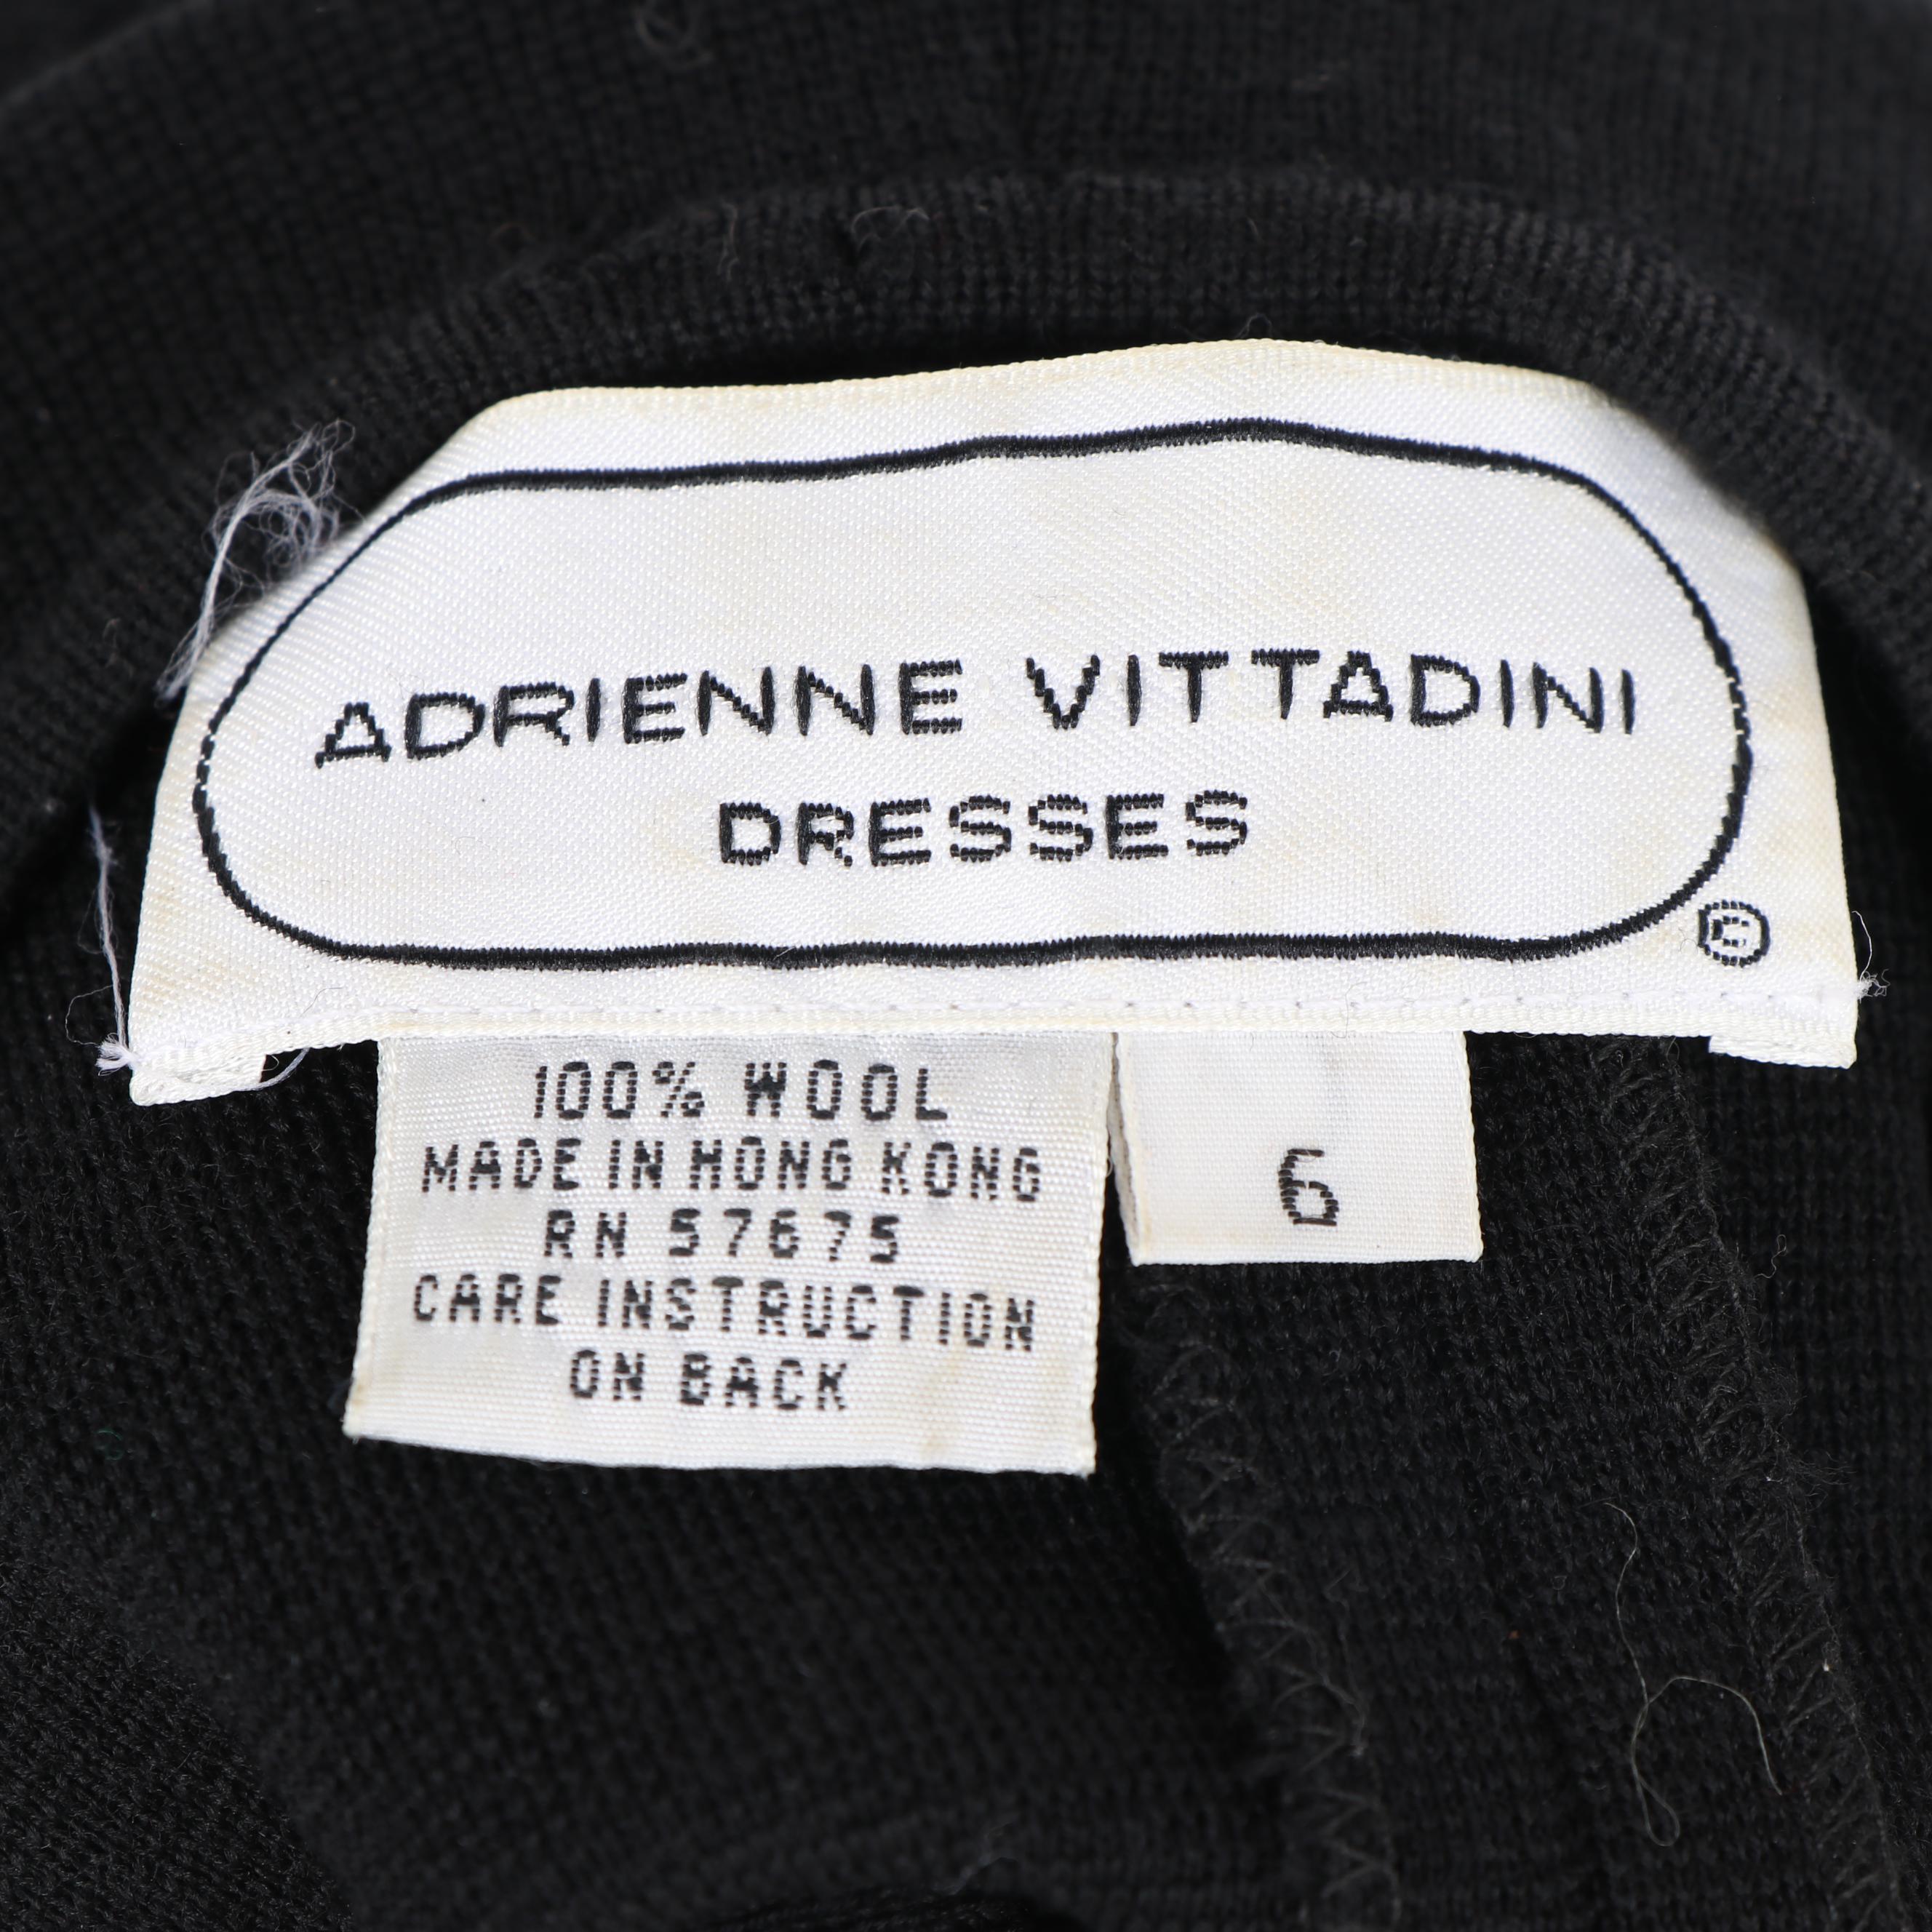 ADRIENNE VITTADINI
DRESSES
©
100% WOOL
MADE IN HONG KONG
RN 57675
CARE INSTRUCTION
ON BACK
6